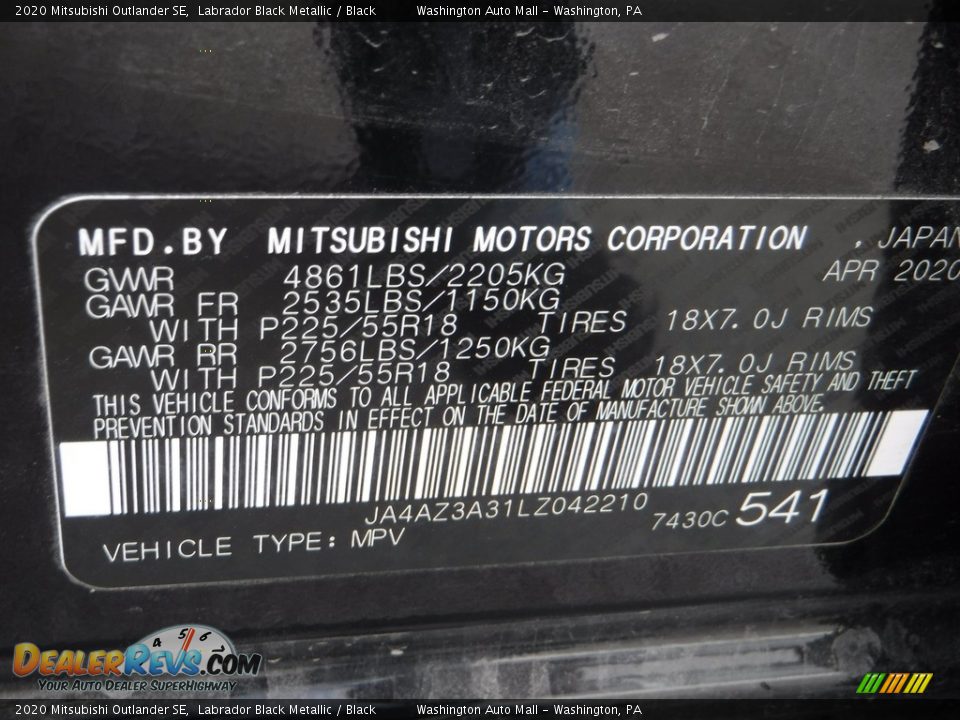 2020 Mitsubishi Outlander SE, Labrador Black Metallic / Black Washington Auto Mall - Washington, PA
MFD.BY MITSUBISHI MOTORS CORPORATION . JAPAN
GWVR 4861LBS/2205KG APR 2020
GAWR FR 2535LBS/1150KG
WITH P225/55R18 TIRES 18X7.0J RIMS
GAWR RR 2756LBS/1250KG
WITH P225/55R18 TIRES 18X7.0J RIMS
THIS VEHICLE CONFORMS TO ALL APPLICABLE FEDERAL MOTOR VEHICLE SAFETY AND THEFT
PREVENTION STANDARDS IN EFFECT ON THE DATE OF MANUFACTURE SHOWN ABOVE.
JA4AZ3A31LZ042210 7430C 541
VEHICLE TYPE: MPV
4 5 6
DEALERREVS.COM
YOUR AUTO DEALER SUPERHIGHWAY
2020 Mitsubishi Outlander SE, Labrador Black Metallic / Black Washington Auto Mall - Washington, PA